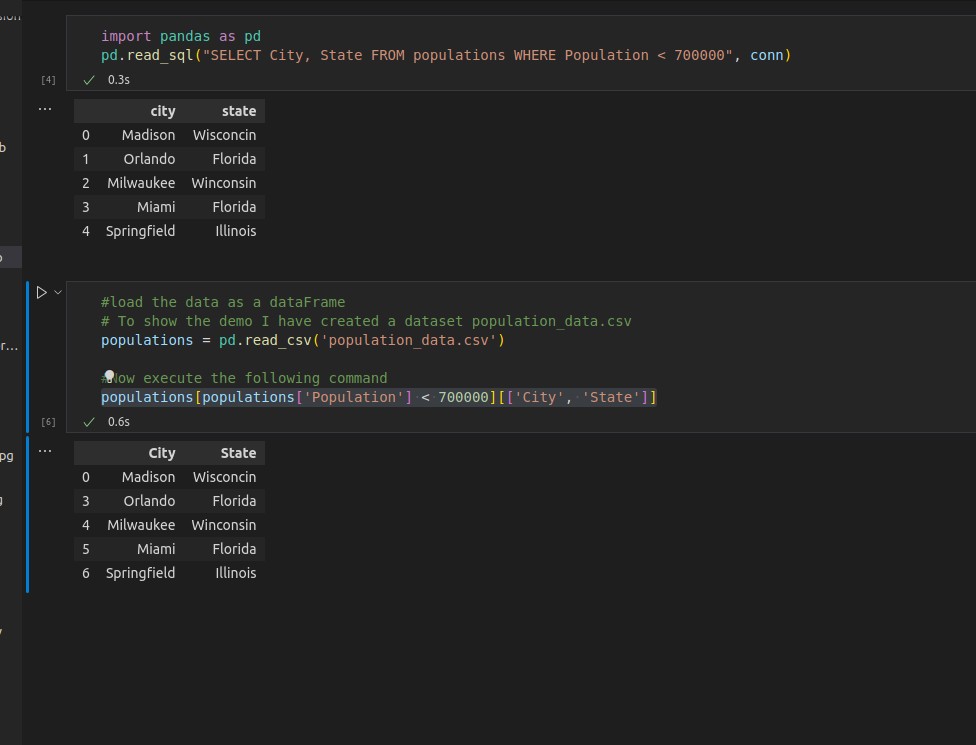 import pandas as pd
pd.read_sql("SELECT City, State FROM populations WHERE Population < 700000", conn)
[4] 0.3s
...
city state
0 Madison Wisconcin
1 Orlando Florida
2 Milwaukee Winconsin
3 Miami Florida
4 Springfield Illinois
#load the data as a dataFrame
# To show the demo I have created a dataset population_data.csv
populations = pd.read_csv('population_data.csv')
#Now execute the following command
populations[populations['Population'] < 700000][['City', 'State']]
[6] 0.6s
...
City State
0 Madison Wisconcin
3 Orlando Florida
4 Milwaukee Winconsin
5 Miami Florida
6 Springfield Illinois